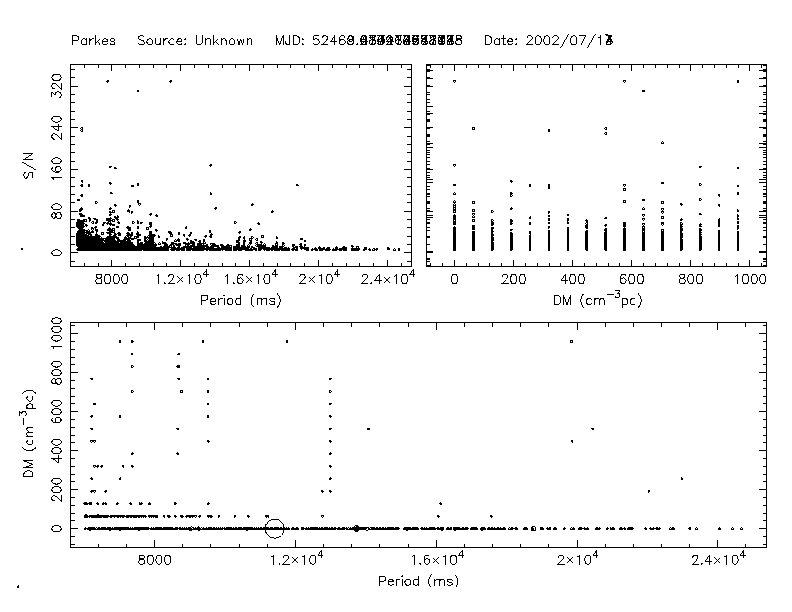 Parkes Source: Unknown MJD: Date: 2002/07/
S/N
320
240
160
80
0
8000 1.2×10⁴ 1.6×10⁴ 2×10⁴ 2.4×10⁴
Period (ms)
0 200 400 600 800 1000
DM (cm⁻³pc)
DM (cm⁻³pc)
1000
800
600
400
200
0
8000 1.2×10⁴ 1.6×10⁴ 2×10⁴ 2.4×10⁴
Period (ms)